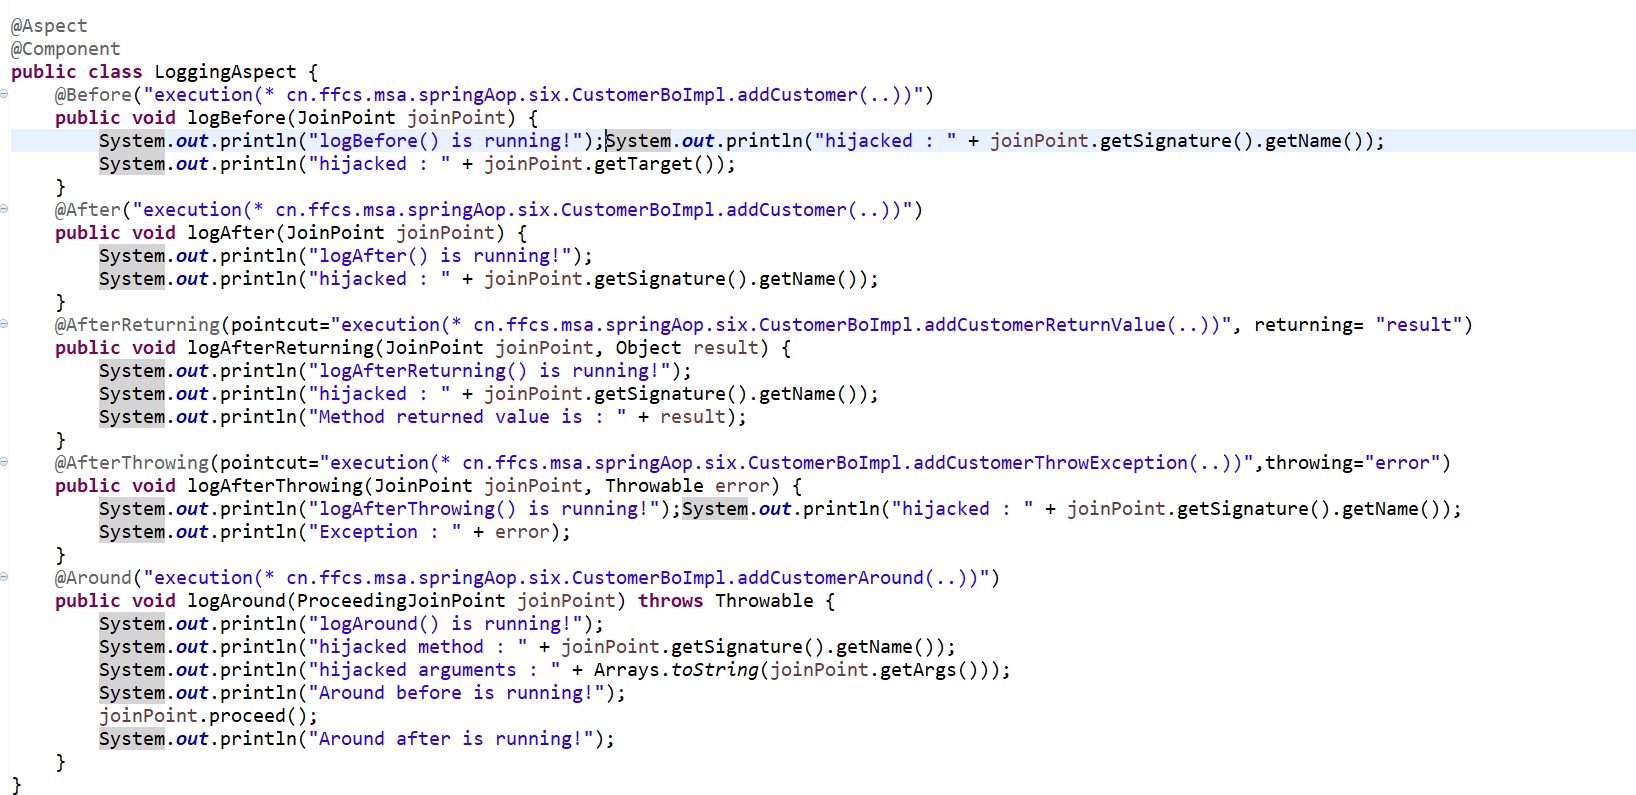 @Aspect
@Component
public class LoggingAspect {
    @Before("execution(* cn.ffcs.msa.springAop.six.CustomerBoImpl.addCustomer(..))")
    public void logBefore(JoinPoint joinPoint) {
        System.out.println("logBefore() is running!");System.out.println("hijacked : " + joinPoint.getSignature().getName());
        System.out.println("hijacked : " + joinPoint.getTarget());
    }
    @After("execution(* cn.ffcs.msa.springAop.six.CustomerBoImpl.addCustomer(..))")
    public void logAfter(JoinPoint joinPoint) {
        System.out.println("logAfter() is running!");
        System.out.println("hijacked : " + joinPoint.getSignature().getName());
    }
    @AfterReturning(pointcut="execution(* cn.ffcs.msa.springAop.six.CustomerBoImpl.addCustomerReturnValue(..))", returning= "result")
    public void logAfterReturning(JoinPoint joinPoint, Object result) {
        System.out.println("logAfterReturning() is running!");
        System.out.println("hijacked : " + joinPoint.getSignature().getName());
        System.out.println("Method returned value is : " + result);
    }
    @AfterThrowing(pointcut="execution(* cn.ffcs.msa.springAop.six.CustomerBoImpl.addCustomerThrowException(..))",throwing="error")
    public void logAfterThrowing(JoinPoint joinPoint, Throwable error) {
        System.out.println("logAfterThrowing() is running!");System.out.println("hijacked : " + joinPoint.getSignature().getName());
        System.out.println("Exception : " + error);
    }
    @Around("execution(* cn.ffcs.msa.springAop.six.CustomerBoImpl.addCustomerAround(..))")
    public void logAround(ProceedingJoinPoint joinPoint) throws Throwable {
        System.out.println("logAround() is running!");
        System.out.println("hijacked method : " + joinPoint.getSignature().getName());
        System.out.println("hijacked arguments : " + Arrays.toString(joinPoint.getArgs()));
        System.out.println("Around before is running!");
        joinPoint.proceed();
        System.out.println("Around after is running!");
    }
}